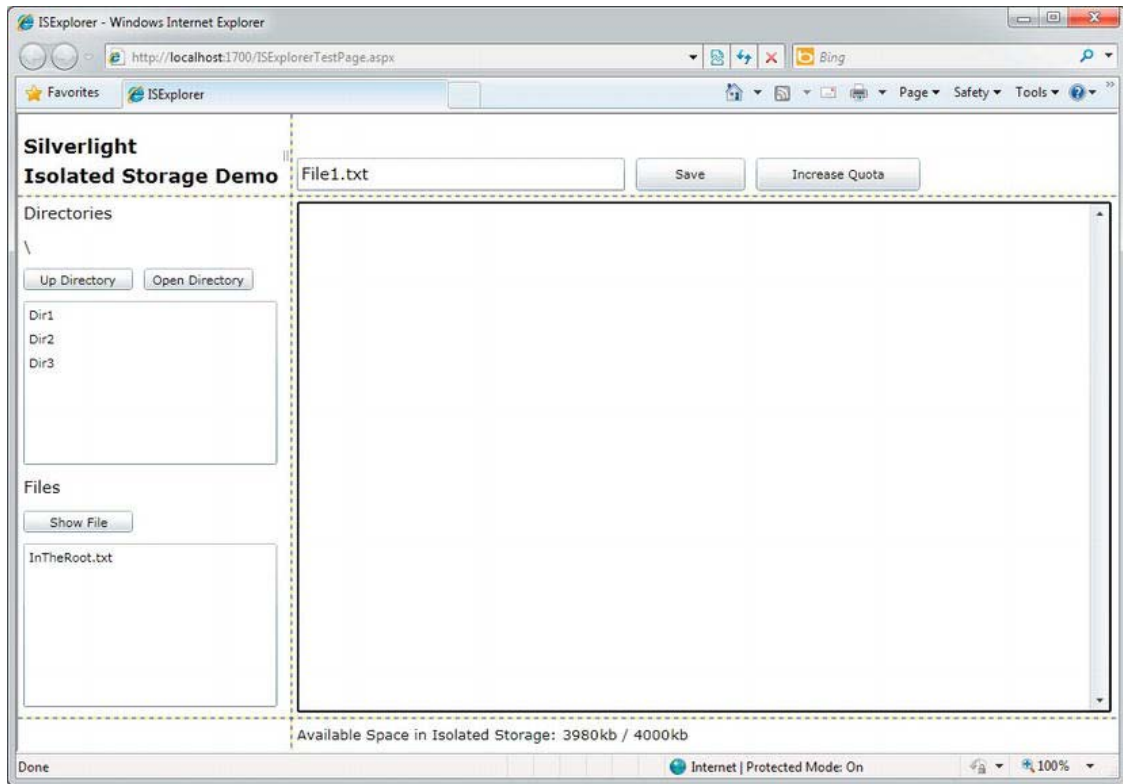 ISExplorer - Windows Internet Explorer
http://localhost:1700/ISExplorerTestPage.aspx
Bing
Favorites
ISExplorer
Page Safety Tools
Silverlight
Isolated Storage Demo
File1.txt
Save
Increase Quota
Directories
\
Up Directory
Open Directory
Dir1
Dir2
Dir3
Files
Show File
InTheRoot.txt
Available Space in Isolated Storage: 3980kb / 4000kb
Done
Internet | Protected Mode: On
100%